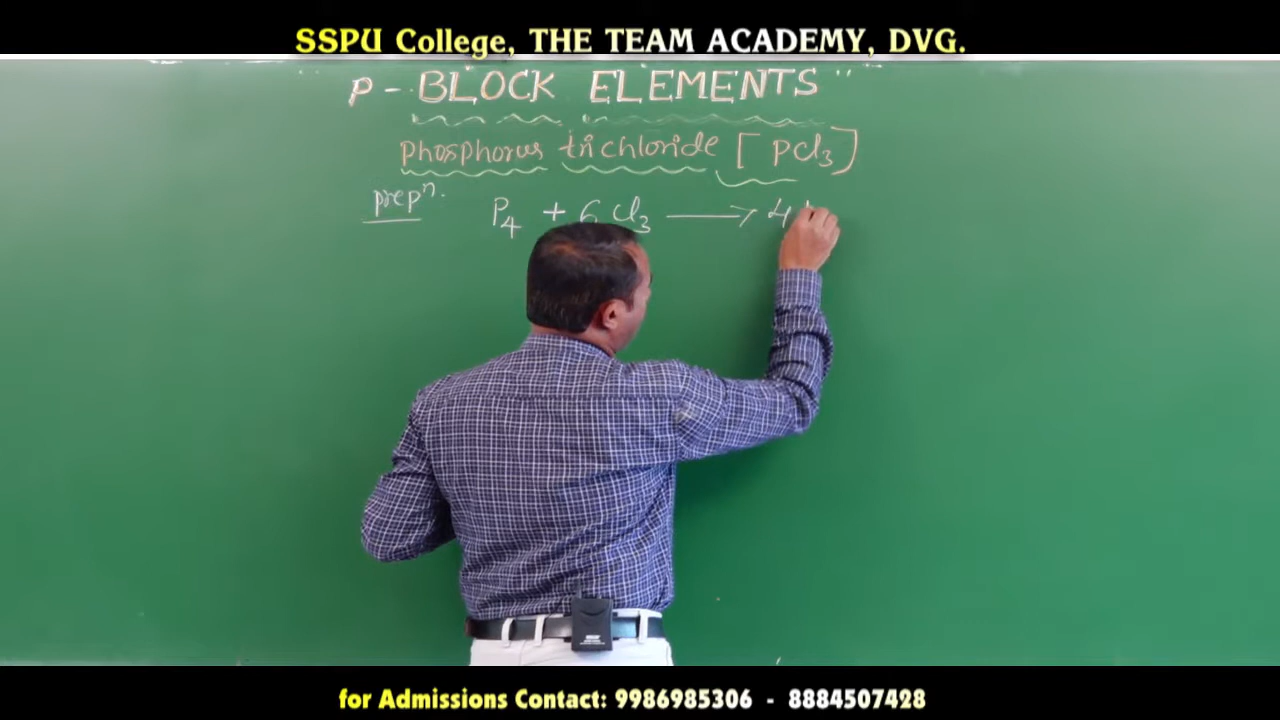 SSPU College, THE TEAM ACADEMY, DVG.
"P - BLOCK ELEMENTS"
Phosphorus trichloride [PCl₃]
prepⁿ. P₄ + 6 Cl₃ ⟶ 4
for Admissions Contact: 9986985306 - 8884507428